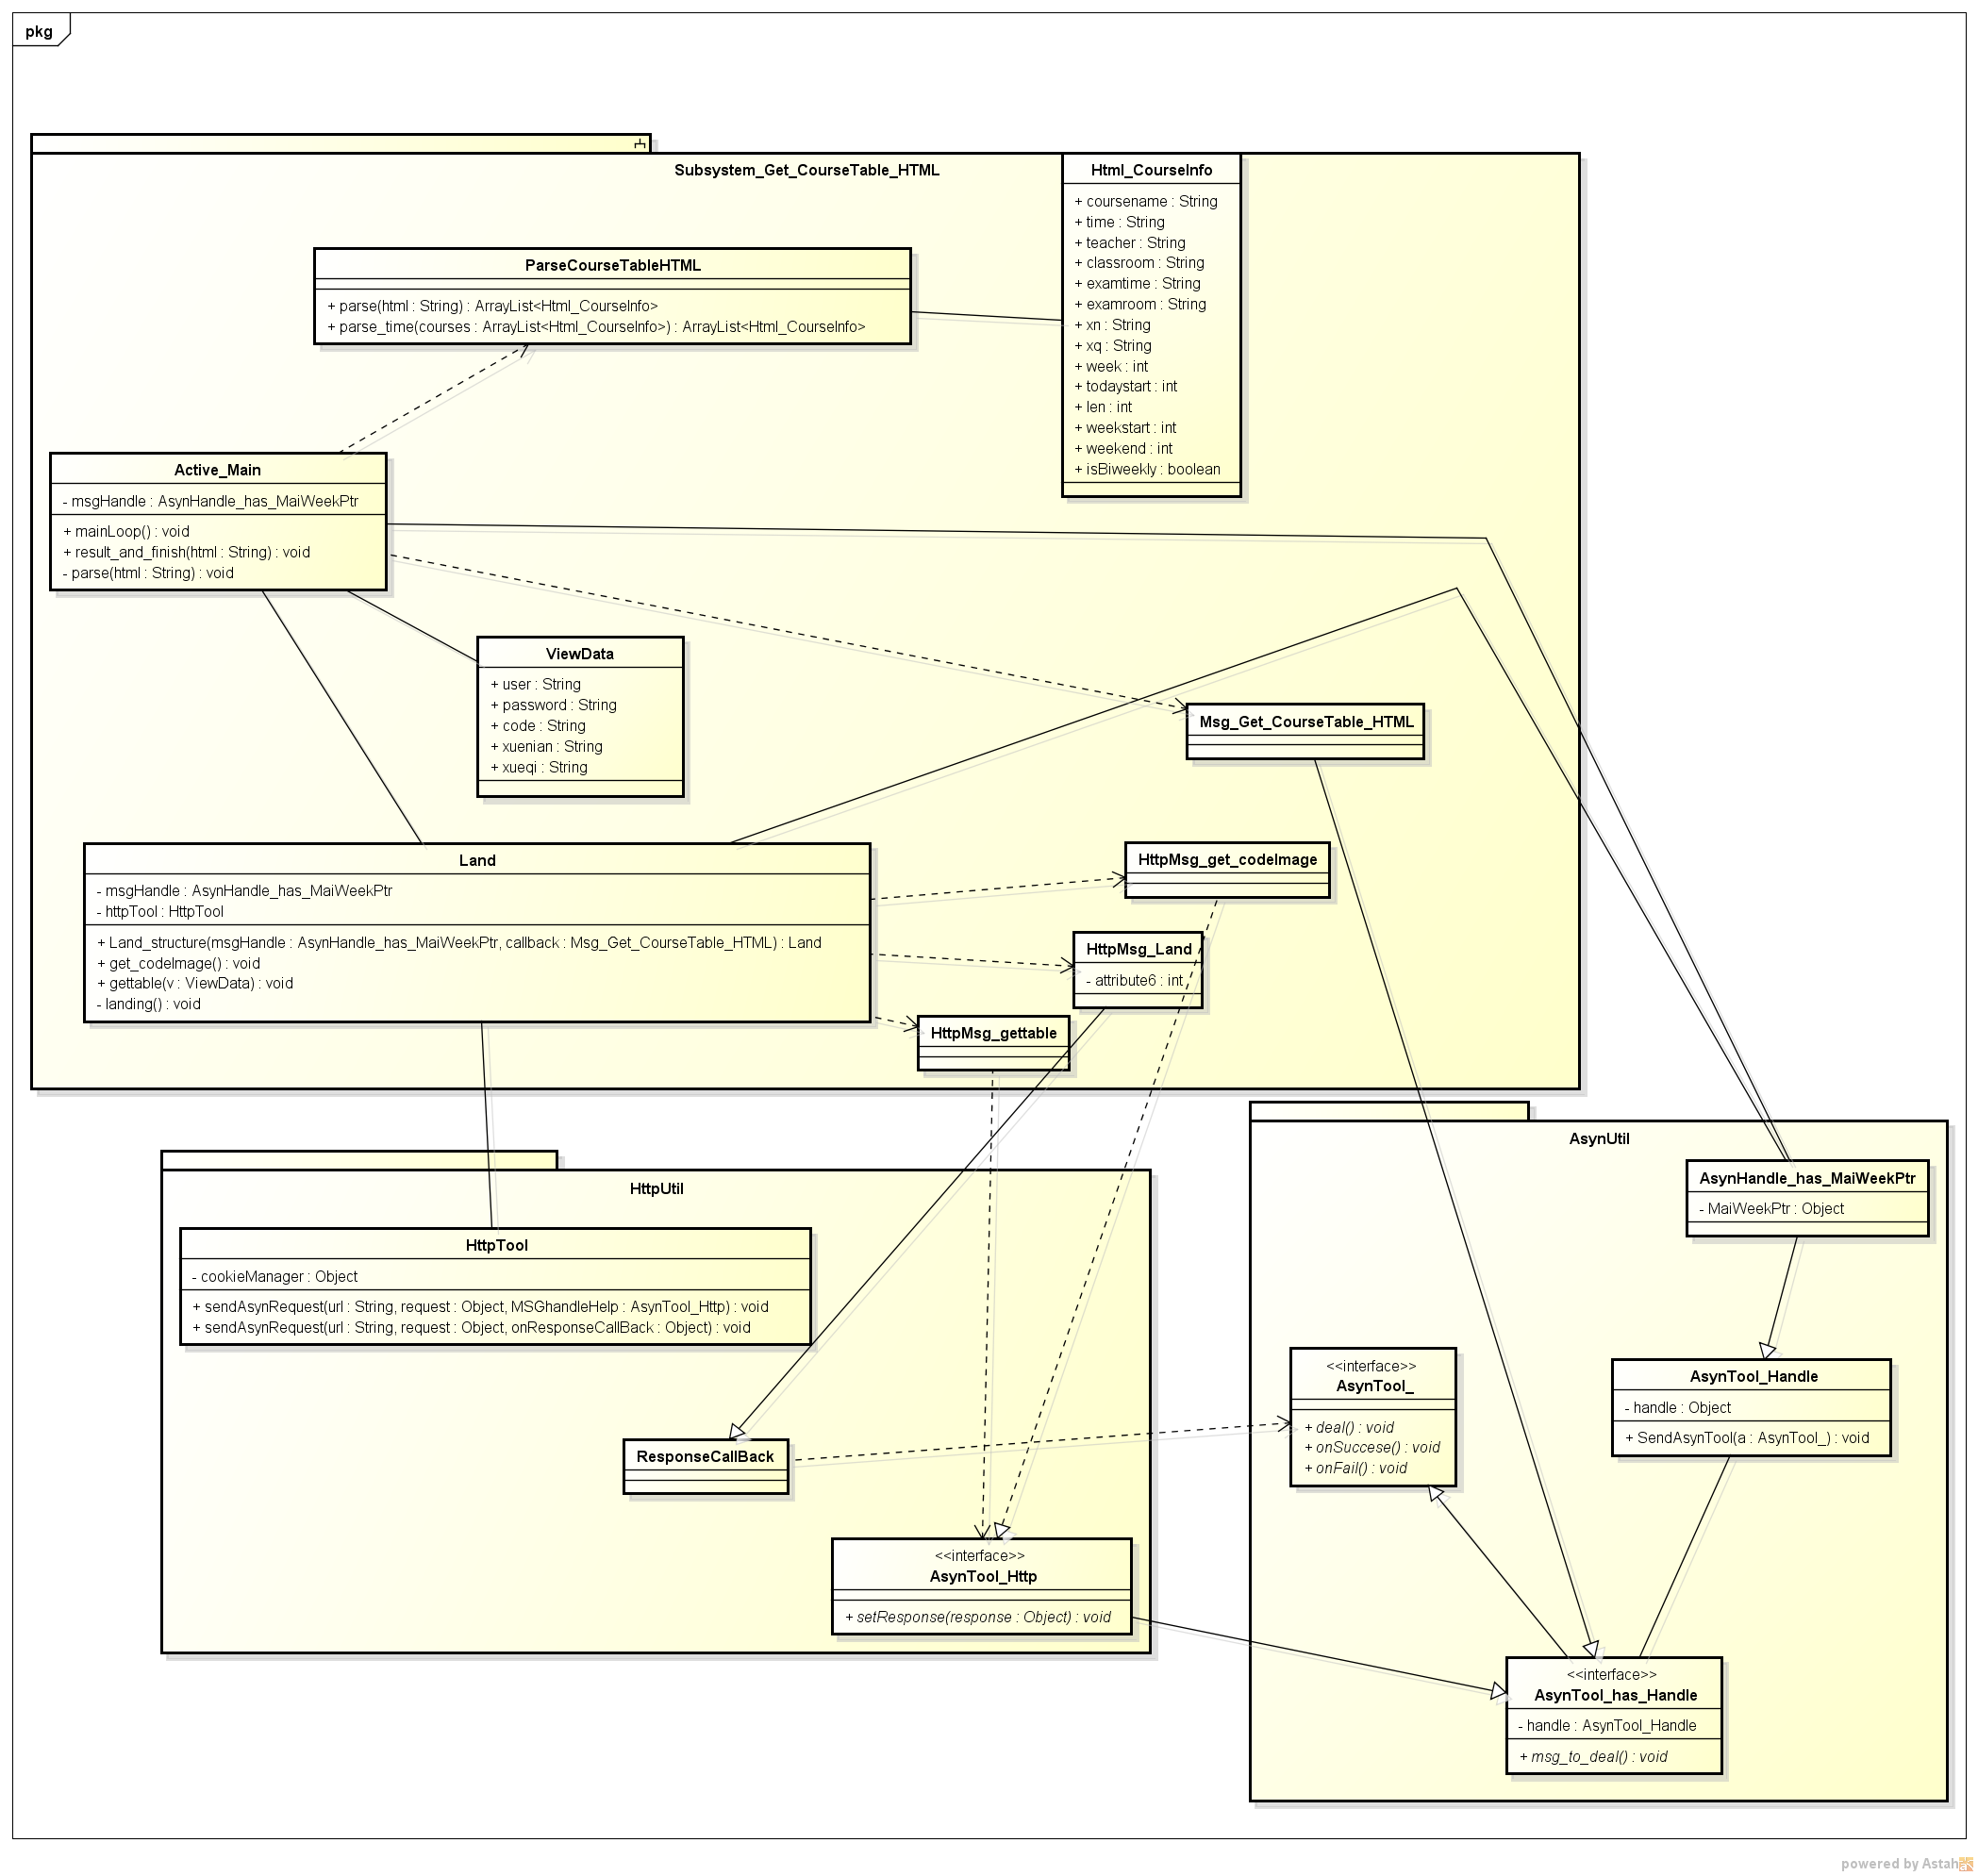 pkg
Subsystem_Get_CourseTable_HTML
Html_CourseInfo
+ coursename : String
+ time : String
+ teacher : String
+ classroom : String
+ examtime : String
+ examroom : String
+ xn : String
+ xq : String
+ week : int
+ todaystart : int
+ len : int
+ weekstart : int
+ weekend : int
+ isBiweekly : boolean
ParseCourseTableHTML
+ parse(html : String) : ArrayList<Html_CourseInfo>
+ parse_time(courses : ArrayList<Html_CourseInfo>) : ArrayList<Html_CourseInfo>
Active_Main
- msgHandle : AsynHandle_has_MaiWeekPtr
+ mainLoop() : void
+ result_and_finish(html : String) : void
- parse(html : String) : void
ViewData
+ user : String
+ password : String
+ code : String
+ xuenian : String
+ xueqi : String
Msg_Get_CourseTable_HTML
Land
- msgHandle : AsynHandle_has_MaiWeekPtr
- httpTool : HttpTool
+ Land_structure(msgHandle : AsynHandle_has_MaiWeekPtr, callback : Msg_Get_CourseTable_HTML) : Land
+ get_codeImage() : void
+ gettable(v : ViewData) : void
- landing() : void
HttpMsg_get_codeImage
HttpMsg_Land
- attribute6 : int
HttpMsg_gettable
HttpUtil
HttpTool
- cookieManager : Object
+ sendAsynRequest(url : String, request : Object, MSGhandleHelp : AsynTool_Http) : void
+ sendAsynRequest(url : String, request : Object, onResponseCallBack : Object) : void
ResponseCallBack
<<interface>>
AsynTool_Http
+ setResponse(response : Object) : void
AsynUtil
AsynHandle_has_MaiWeekPtr
- MaiWeekPtr : Object
<<interface>>
AsynTool_
+ deal() : void
+ onSuccese() : void
+ onFail() : void
AsynTool_Handle
- handle : Object
+ SendAsynTool(a : AsynTool_) : void
<<interface>>
AsynTool_has_Handle
- handle : AsynTool_Handle
+ msg_to_deal() : void
powered by Astah